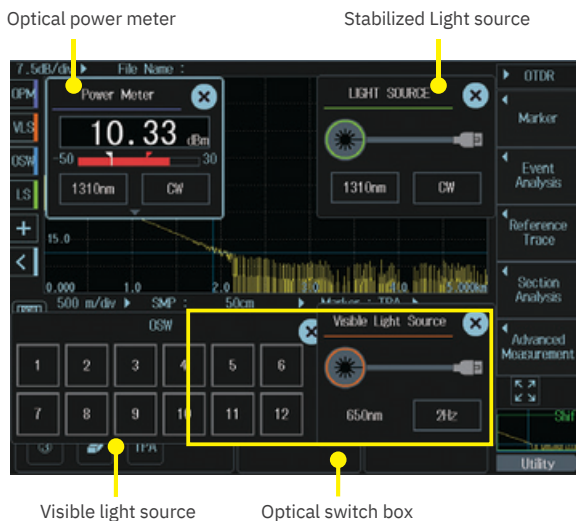 Optical power meter
Stabilized Light source
7.5dB/div File Name :
OPM
VLS
OSW
LS
+
<
Power Meter
10.33 dBm
-50 30
1310nm CW
LIGHT SOURCE
1310nm CW
15.0
0.000 1.0 2.0
500 m/div SMP : 50cm Marker : TPA
OSW
1 2 3 4 5 6
7 8 9 10 11 12
Visible Light Source
650nm 2Hz
TPA
OTDR
Marker
Event
Analysis
Reference
Trace
Section
Analysis
Advanced
Measurement
Shif
Utility
Visible light source
Optical switch box